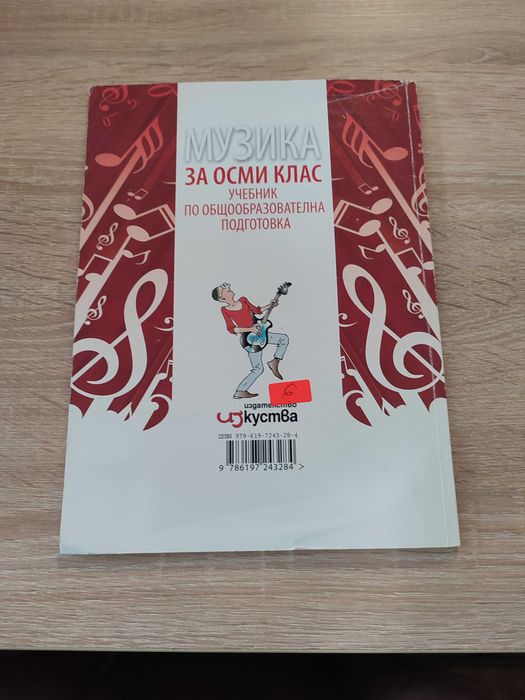 МУЗИКА
ЗА ОСМИ КЛАС
УЧЕБНИК
ПО ОБЩООБРАЗОВАТЕЛНА
ПОДГОТОВКА
6
издателство
изкуства
ISBN 978-619-7243-28-4
9 786197 243284 >